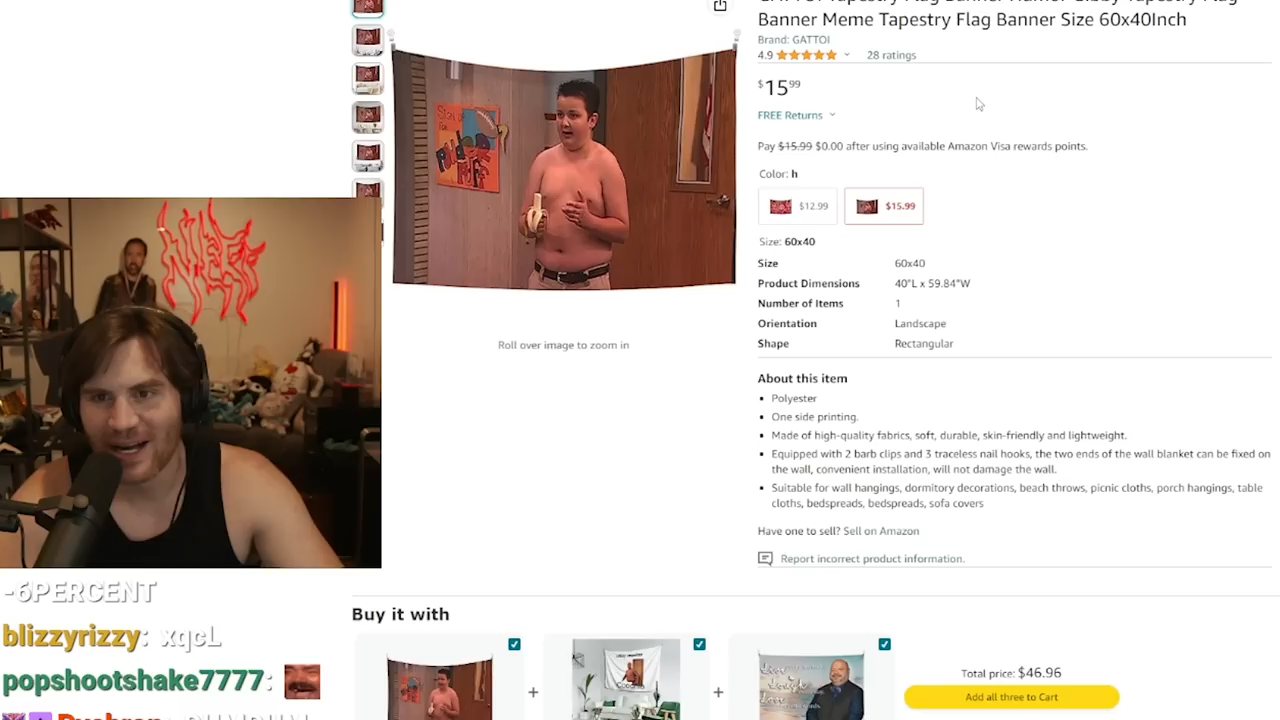 Banner Meme Tapestry Flag Banner Size 60x40Inch
Brand: GATTOI
4.9 28 ratings
$15 99
FREE Returns
Pay $15.99 $0.00 after using available Amazon Visa rewards points.
Color: h
$12.99 $15.99
Size: 60x40
Size 60x40
Product Dimensions 40"L x 59.84"W
Number of Items 1
Orientation Landscape
Shape Rectangular
Roll over image to zoom in
About this item
Polyester
One side printing.
Made of high-quality fabrics, soft, durable, skin-friendly and lightweight.
Equipped with 2 barb clips and 3 traceless nail hooks, the two ends of the wall blanket can be fixed on
the wall, convenient installation, will not damage the wall.
Suitable for wall hangings, dormitory decorations, beach throws, picnic cloths, porch hangings, table
cloths, bedspreads, bedspreads, sofa covers
Have one to sell? Sell on Amazon
Report incorrect product information.
-6PERCENT
blizzyrizzy: xqcL
popshootshake7777:
Buy it with
+ +
Total price: $46.96
Add all three to Cart
SIGN UP
FOR